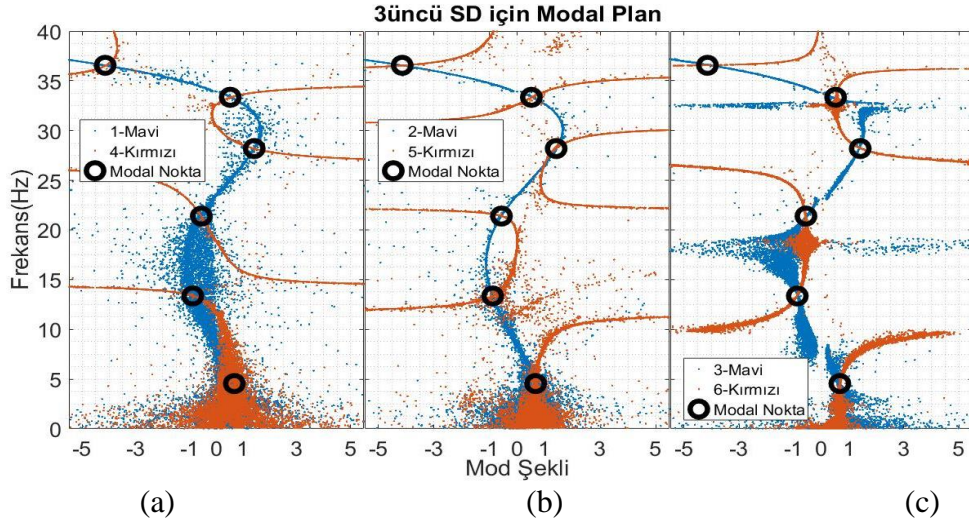 3üncü SD için Modal Plan
40
35
30
25
20
15
10
5
0
Frekans(Hz)
1-Mavi
4-Kırmızı
Modal Nokta
2-Mavi
5-Kırmızı
Modal Nokta
3-Mavi
6-Kırmızı
Modal Nokta
-5 -3 -1 0 1 3 5
-5 -3 -1 0 1 3 5
-5 -3 -1 0 1 3 5
Mod Şekli
(a) (b) (c)